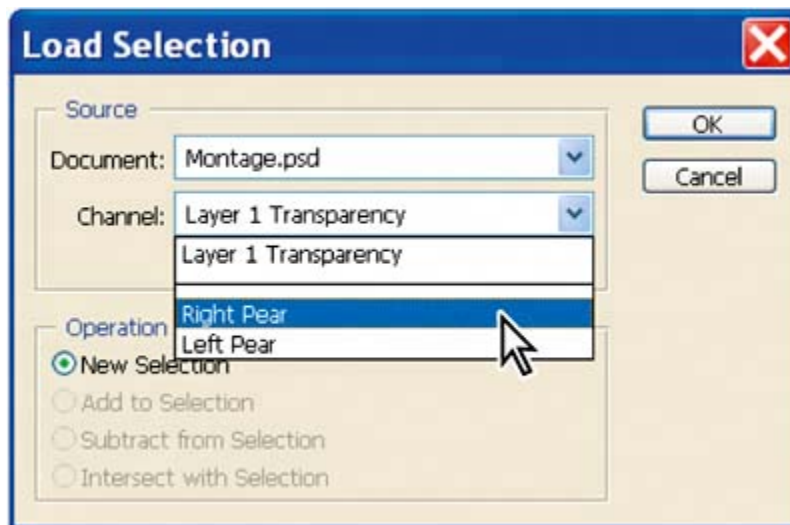 Load Selection
Source
OK
Document: Montage.psd
Cancel
Channel: Layer 1 Transparency
Layer 1 Transparency
Right Pear
Left Pear
Operation
New Selection
Add to Selection
Subtract from Selection
Intersect with Selection